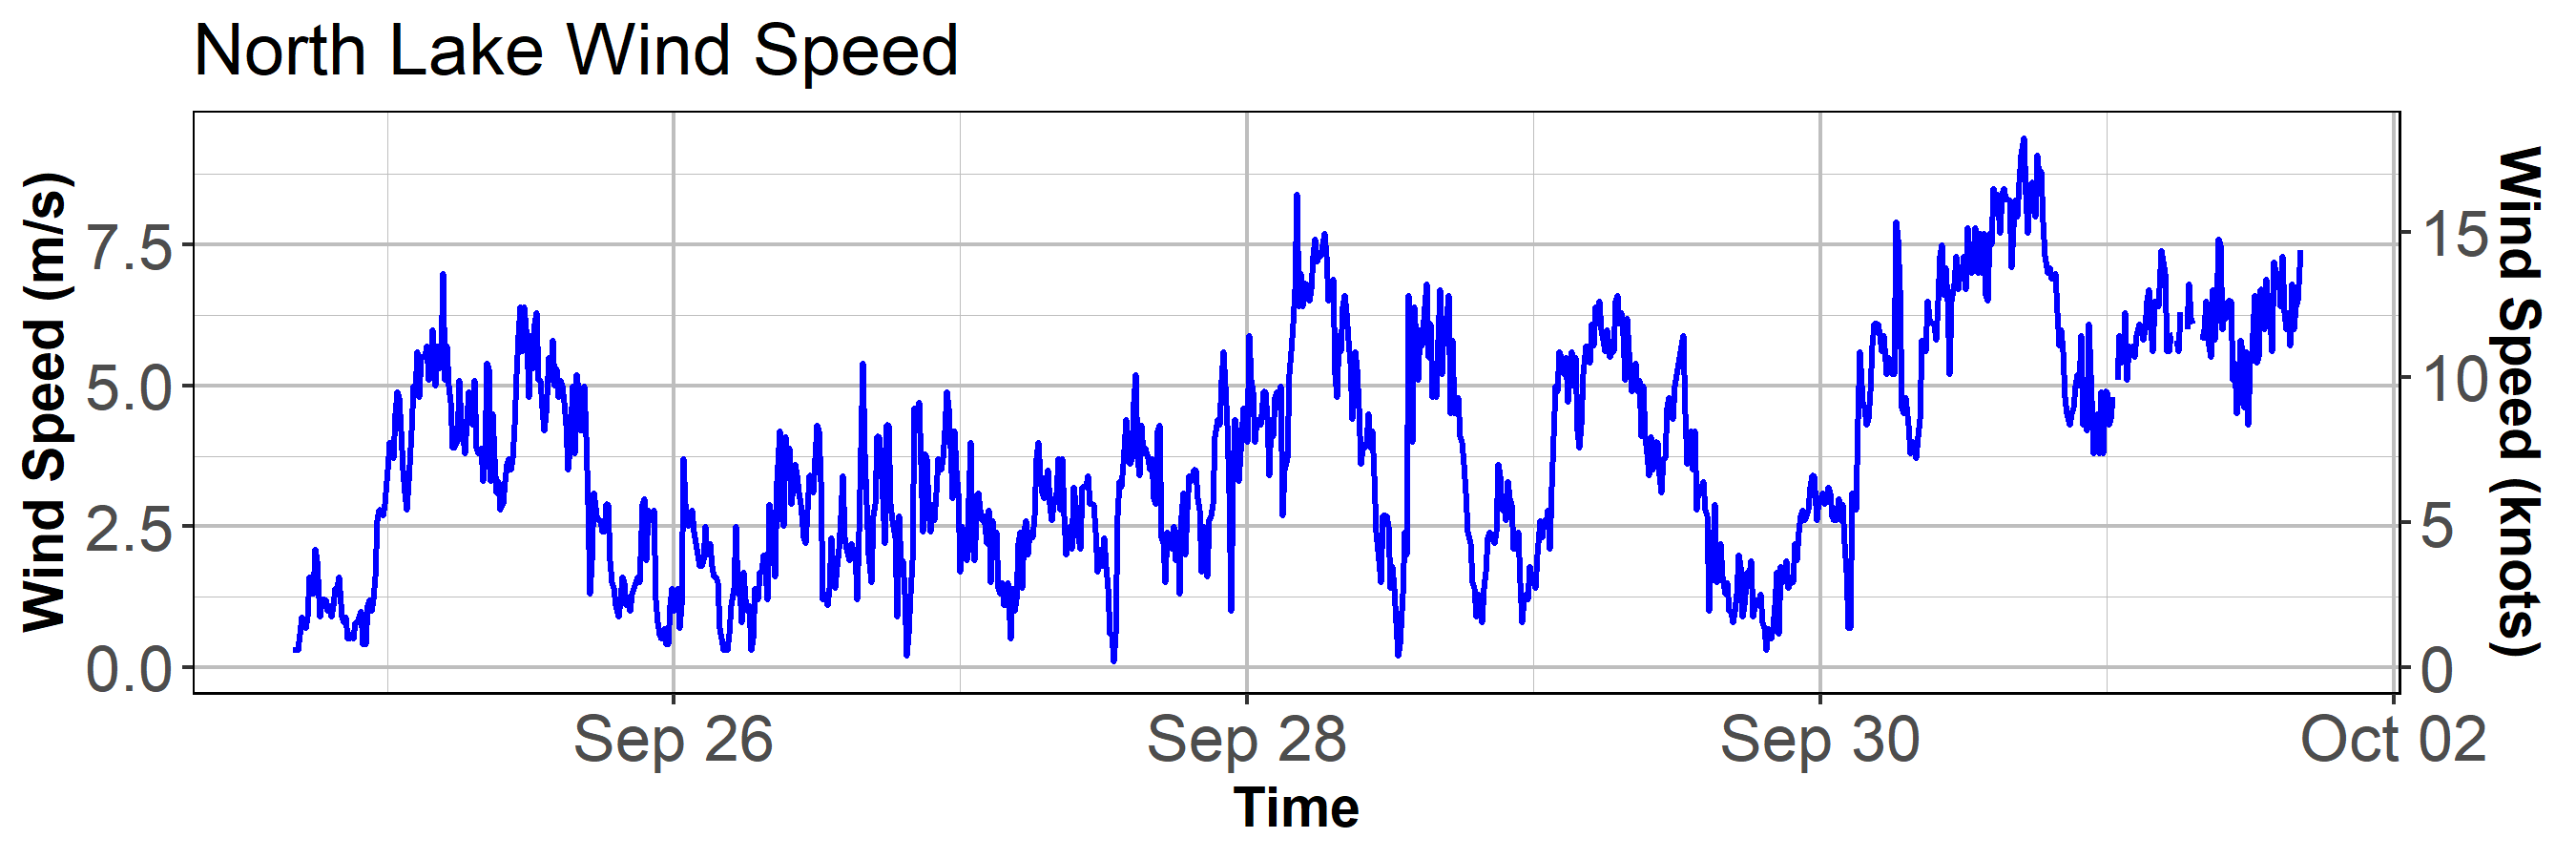 North Lake Wind Speed
Wind Speed (m/s)
7.5
5.0
2.5
0.0
Wind Speed (knots)
15
10
5
0
Sep 26
Sep 28
Sep 30
Oct 02
Time